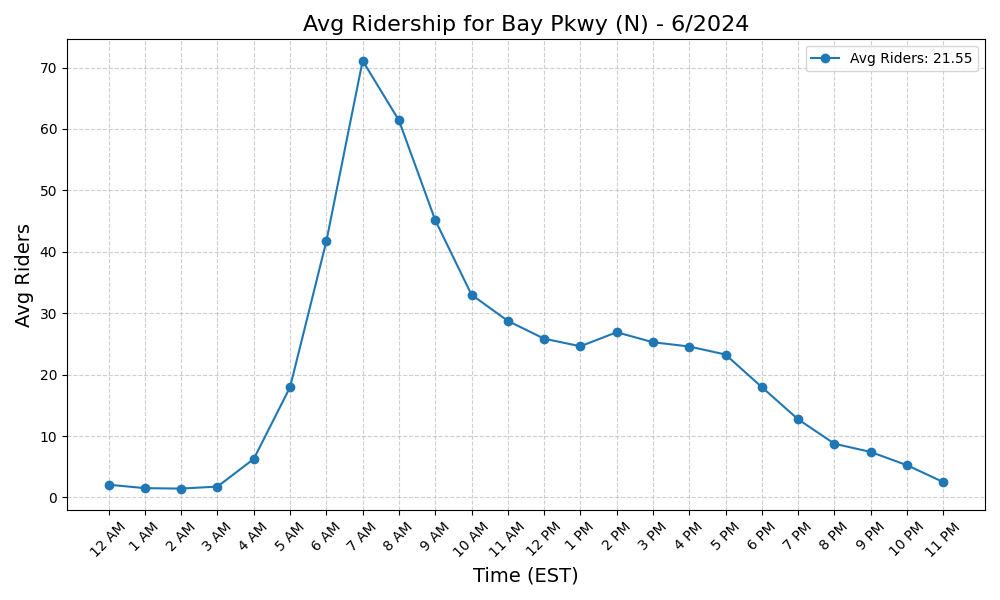 Avg Ridership for Bay Pkwy (N) - 6/2024
Avg Riders: 21.55
Avg Riders
70
60
50
40
30
20
10
0
12 AM
1 AM
2 AM
3 AM
4 AM
5 AM
6 AM
7 AM
8 AM
9 AM
10 AM
11 AM
12 PM
1 PM
2 PM
3 PM
4 PM
5 PM
6 PM
7 PM
8 PM
9 PM
10 PM
11 PM
Time (EST)